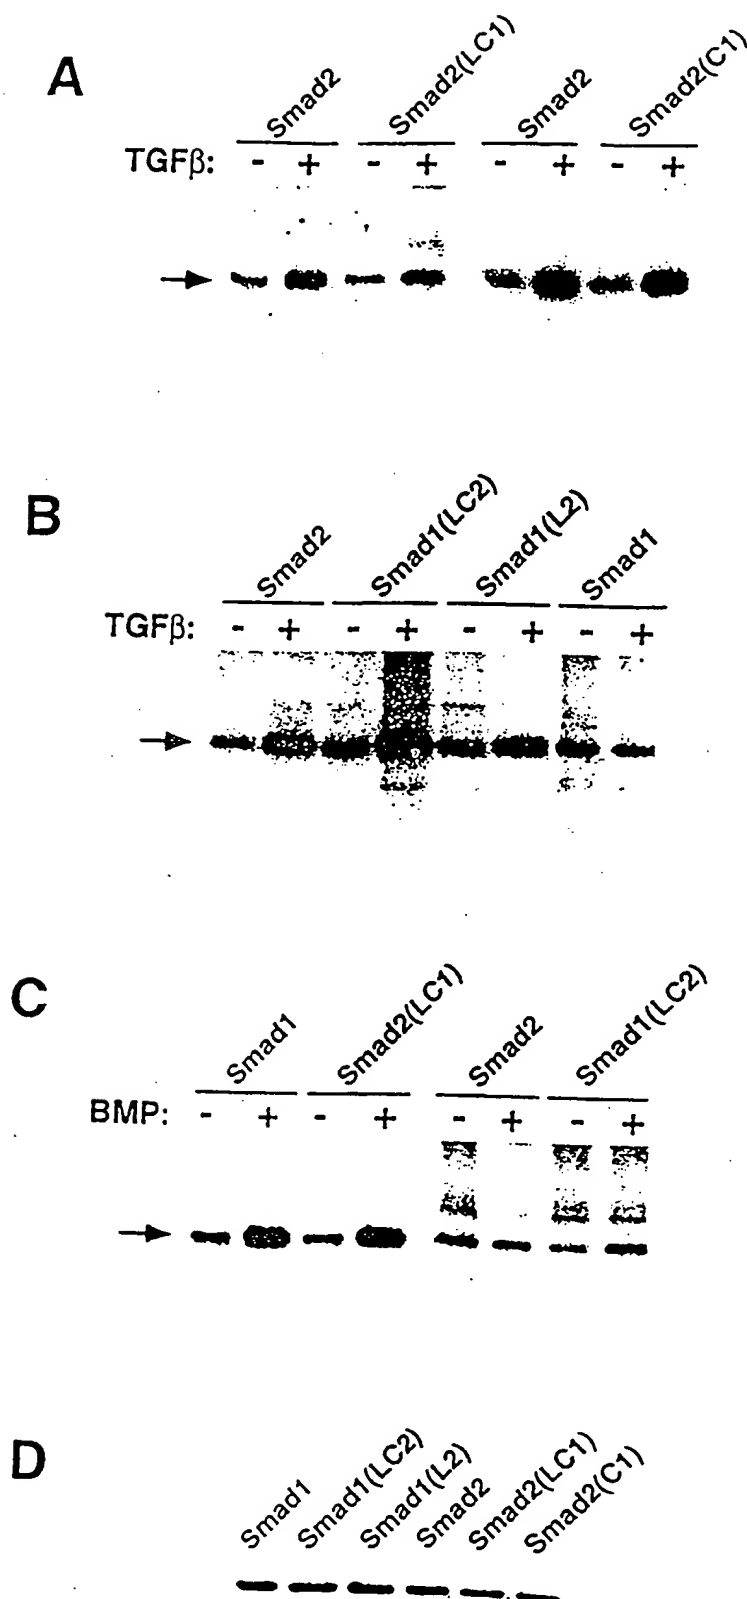 A
Smad2 Smad2(LC1) Smad2 Smad2(C1)
TGFβ: - + - + - + - +
B
Smad2 Smad1(LC2) Smad1(L2) Smad1
TGFβ: - + - + - + - +
C
Smad1 Smad2(LC1) Smad2 Smad1(LC2)
BMP: - + - + - + - +
D
Smad1 Smad1(LC2) Smad1(L2) Smad2 Smad2(LC1) Smad2(C1)